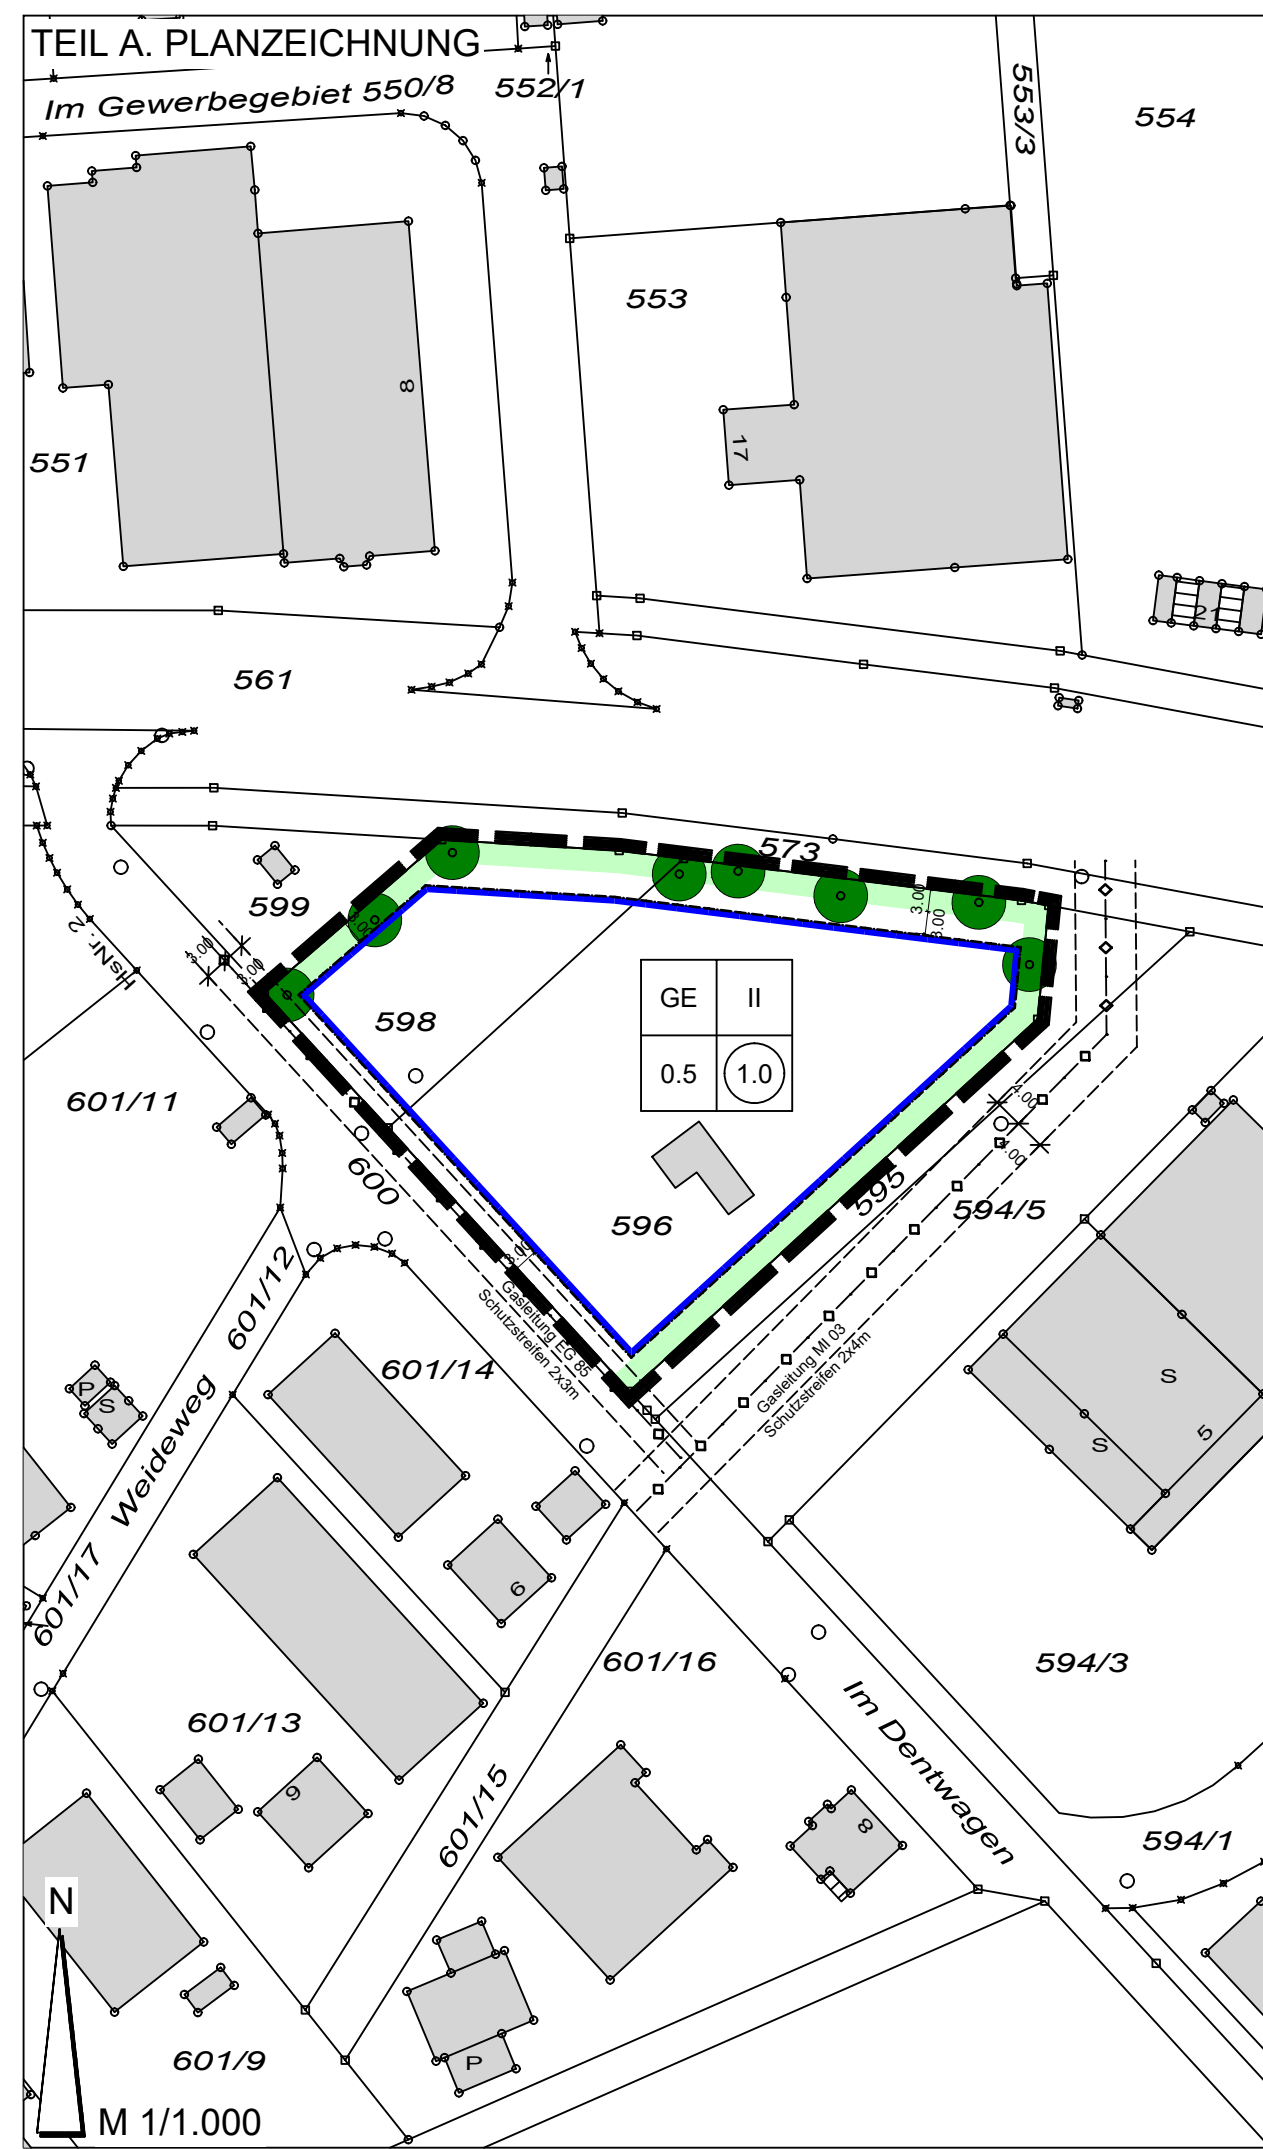 TEIL A. PLANZEICHNUNG
Im Gewerbegebiet 550/8
552/1
553/3
554
553
8
17
551
21
561
573
599
3.00
3.00
3.00
3.00
3.00
HsNr. 2
598
GE
II
0.5
1.0
601/11
600
4.00
4.00
595
594/5
596
3.00
601/12
Gasleitung EG 85
Schutzstreifen 2x3m
Gasleitung MI 03
Schutzstreifen 2x4m
601/14
P
S
S
S
5
Weideweg
601/17
6
601/16
594/3
601/13
Im Dentwagen
9
601/15
8
594/1
N
601/9
P
M 1/1.000